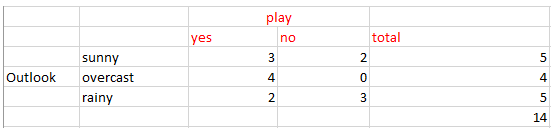 play
yes no total
sunny 3 2 5
Outlook overcast 4 0 4
rainy 2 3 5
14